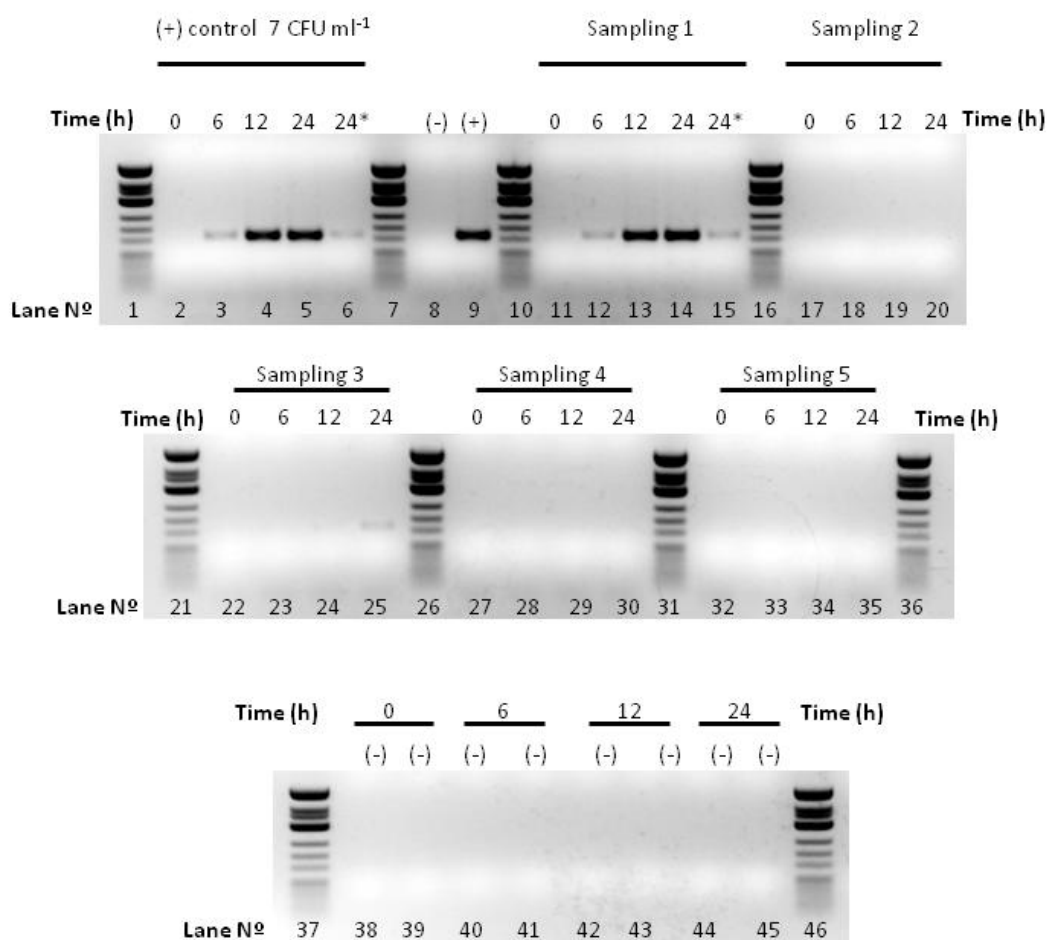 (+) control 7 CFU ml⁻¹ Sampling 1 Sampling 2
Time (h) 0 6 12 24 24* (-) (+) 0 6 12 24 24* 0 6 12 24 Time (h)
Lane Nº 1 2 3 4 5 6 7 8 9 10 11 12 13 14 15 16 17 18 19 20
Sampling 3 Sampling 4 Sampling 5
Time (h) 0 6 12 24 0 6 12 24 0 6 12 24 Time (h)
Lane Nº 21 22 23 24 25 26 27 28 29 30 31 32 33 34 35 36
Time (h) 0 6 12 24 Time (h)
(-) (-) (-) (-) (-) (-) (-) (-)
Lane Nº 37 38 39 40 41 42 43 44 45 46